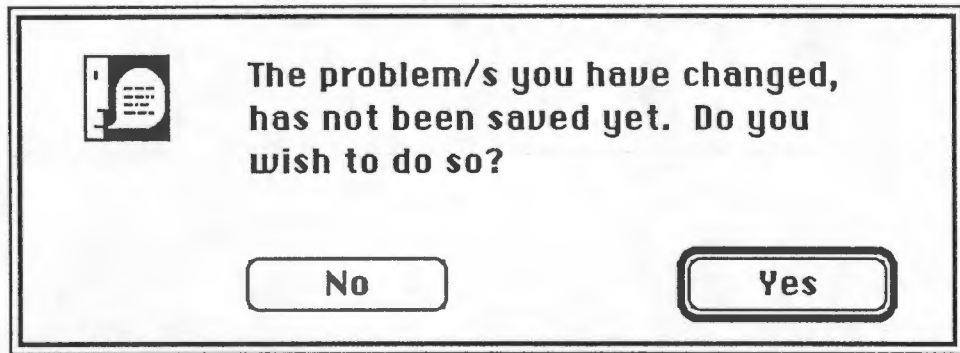 The problem/s you have changed,
has not been saved yet. Do you
wish to do so?
No
Yes